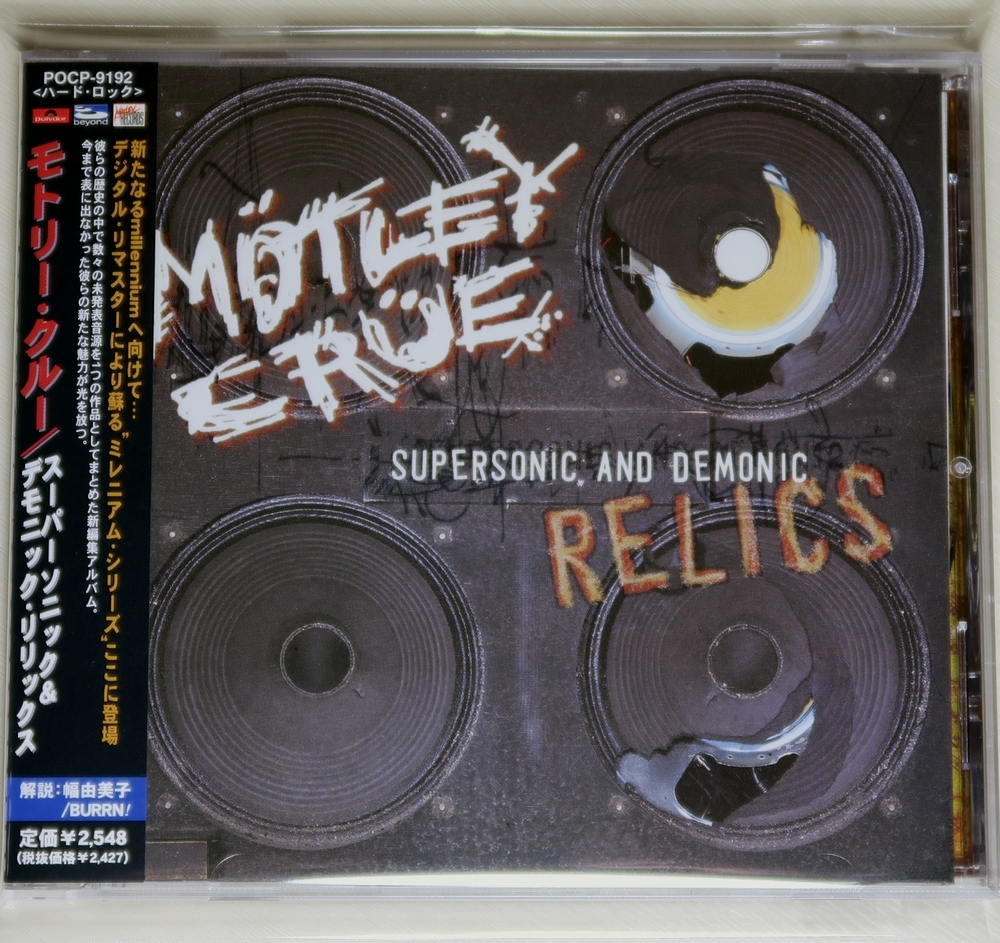 POCP-9192
<ハード・ロック>
Polydor
beyond
MÖTLEY
RECORDS
新たなるmillenniumへ向けて…
デジタル・リマスターにより蘇る"ミレニアム・シリーズ"ここに登場
彼らの歴史の中で数々の未発表音源を一つの作品としてまとめた新編集アルバム。
今まで表に出なかった彼らの新たな魅力が光を放つ。
モトリー・クルー/
スーパーソニック&
デモニック・リリックス
解説:幅由美子
/BURRN!
定価¥2,548
(税抜価格¥2,427)
MÖTLEY
CRÜE
SUPERSONIC AND DEMONIC
RELICS